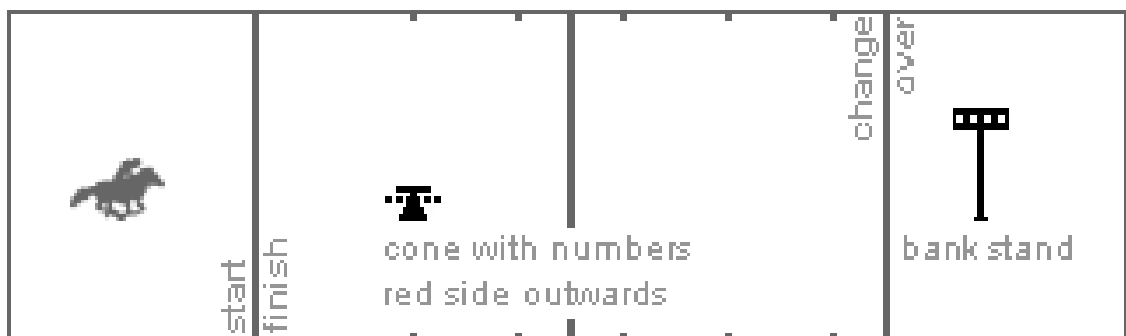 start
finish
cone with numbers
red side outwards
change
over
bank stand